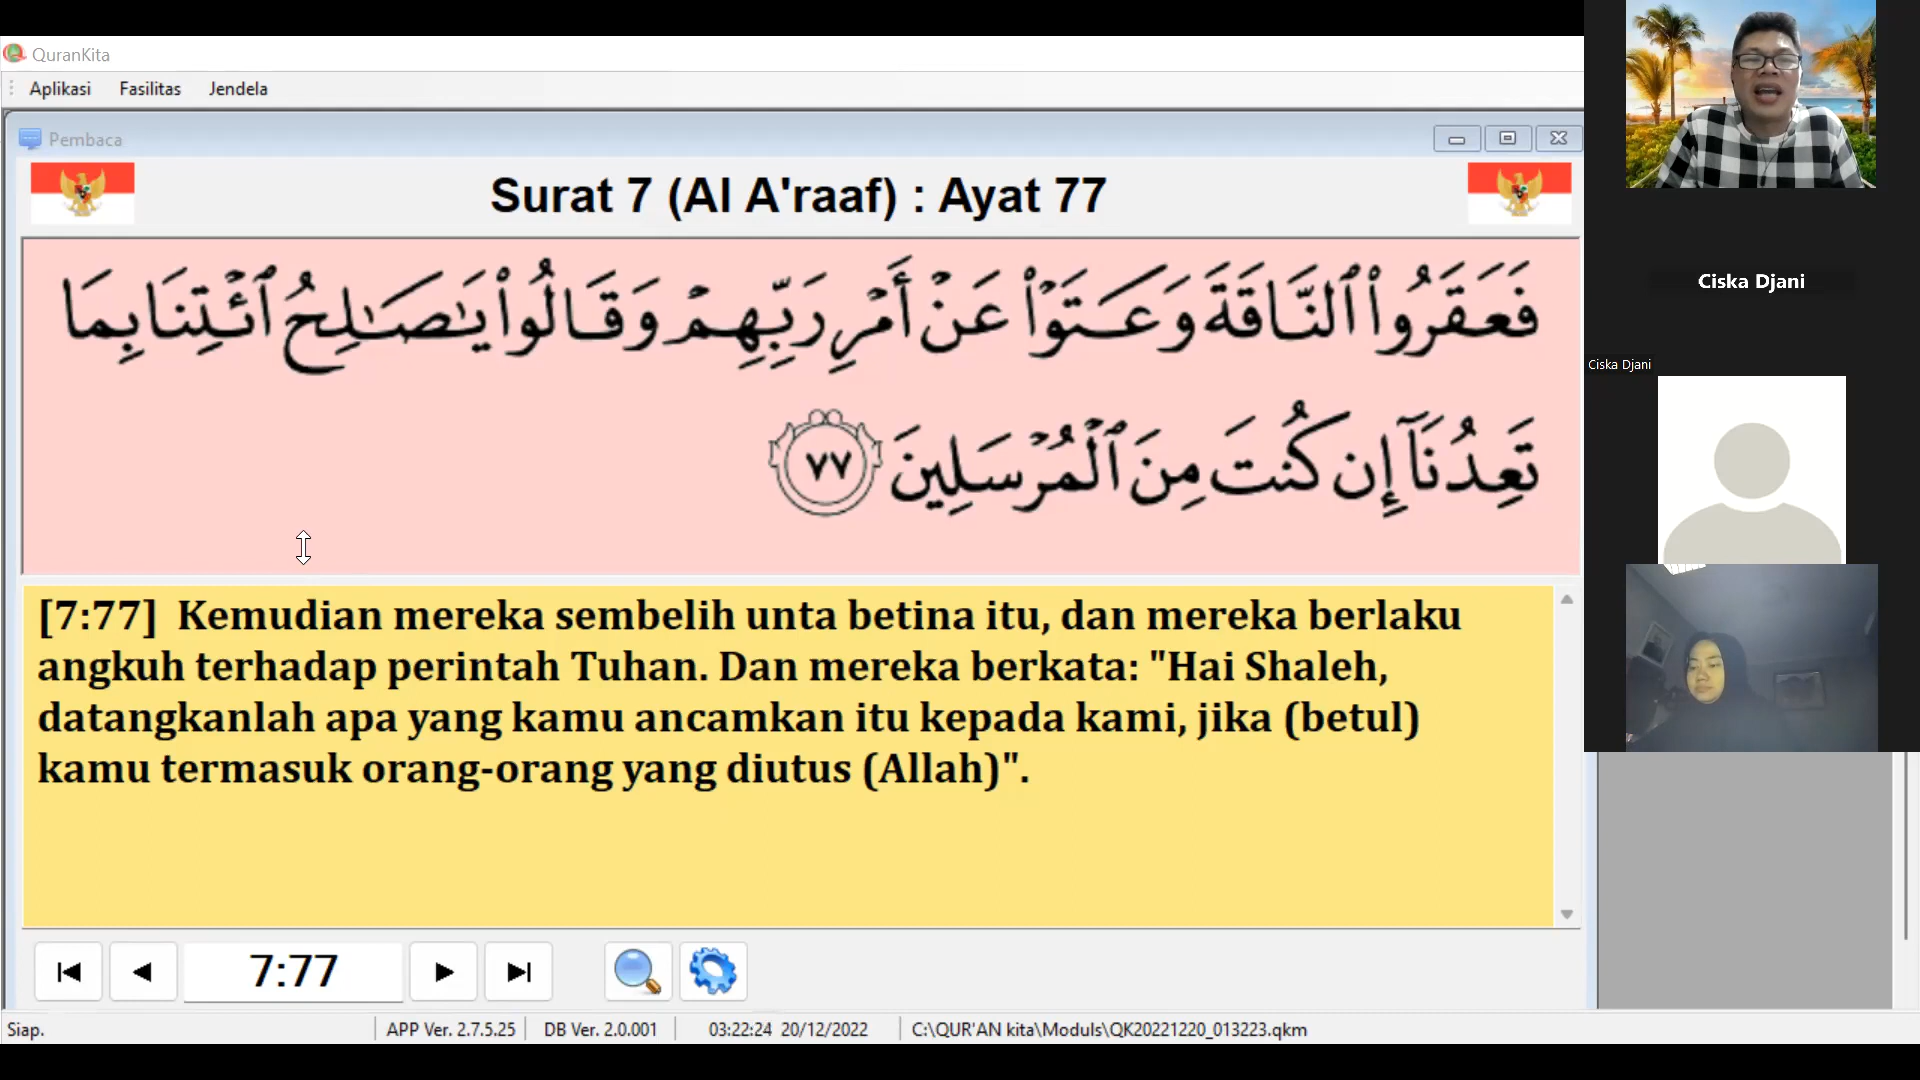 QuranKita
Aplikasi Fasilitas Jendela
Pembaca
Surat 7 (Al A'raaf) : Ayat 77
فَعَقَرُوا۟ ٱلنَّاقَةَ وَعَتَوْا۟ عَنْ أَمْرِ رَبِّهِمْ وَقَالُوا۟ يَـٰصَـٰلِحُ ٱئْتِنَا بِمَا
تَعِدُنَآ إِن كُنتَ مِنَ ٱلْمُرْسَلِينَ ٧٧
[7:77] Kemudian mereka sembelih unta betina itu, dan mereka berlaku
angkuh terhadap perintah Tuhan. Dan mereka berkata: "Hai Shaleh,
datangkanlah apa yang kamu ancamkan itu kepada kami, jika (betul)
kamu termasuk orang-orang yang diutus (Allah)".
7:77
Siap. APP Ver. 2.7.5.25 DB Ver. 2.0.001 03:22:24 20/12/2022 C:\QUR'AN kita\Moduls\QK20221220_013223.qkm
Ciska Djani
Ciska Djani